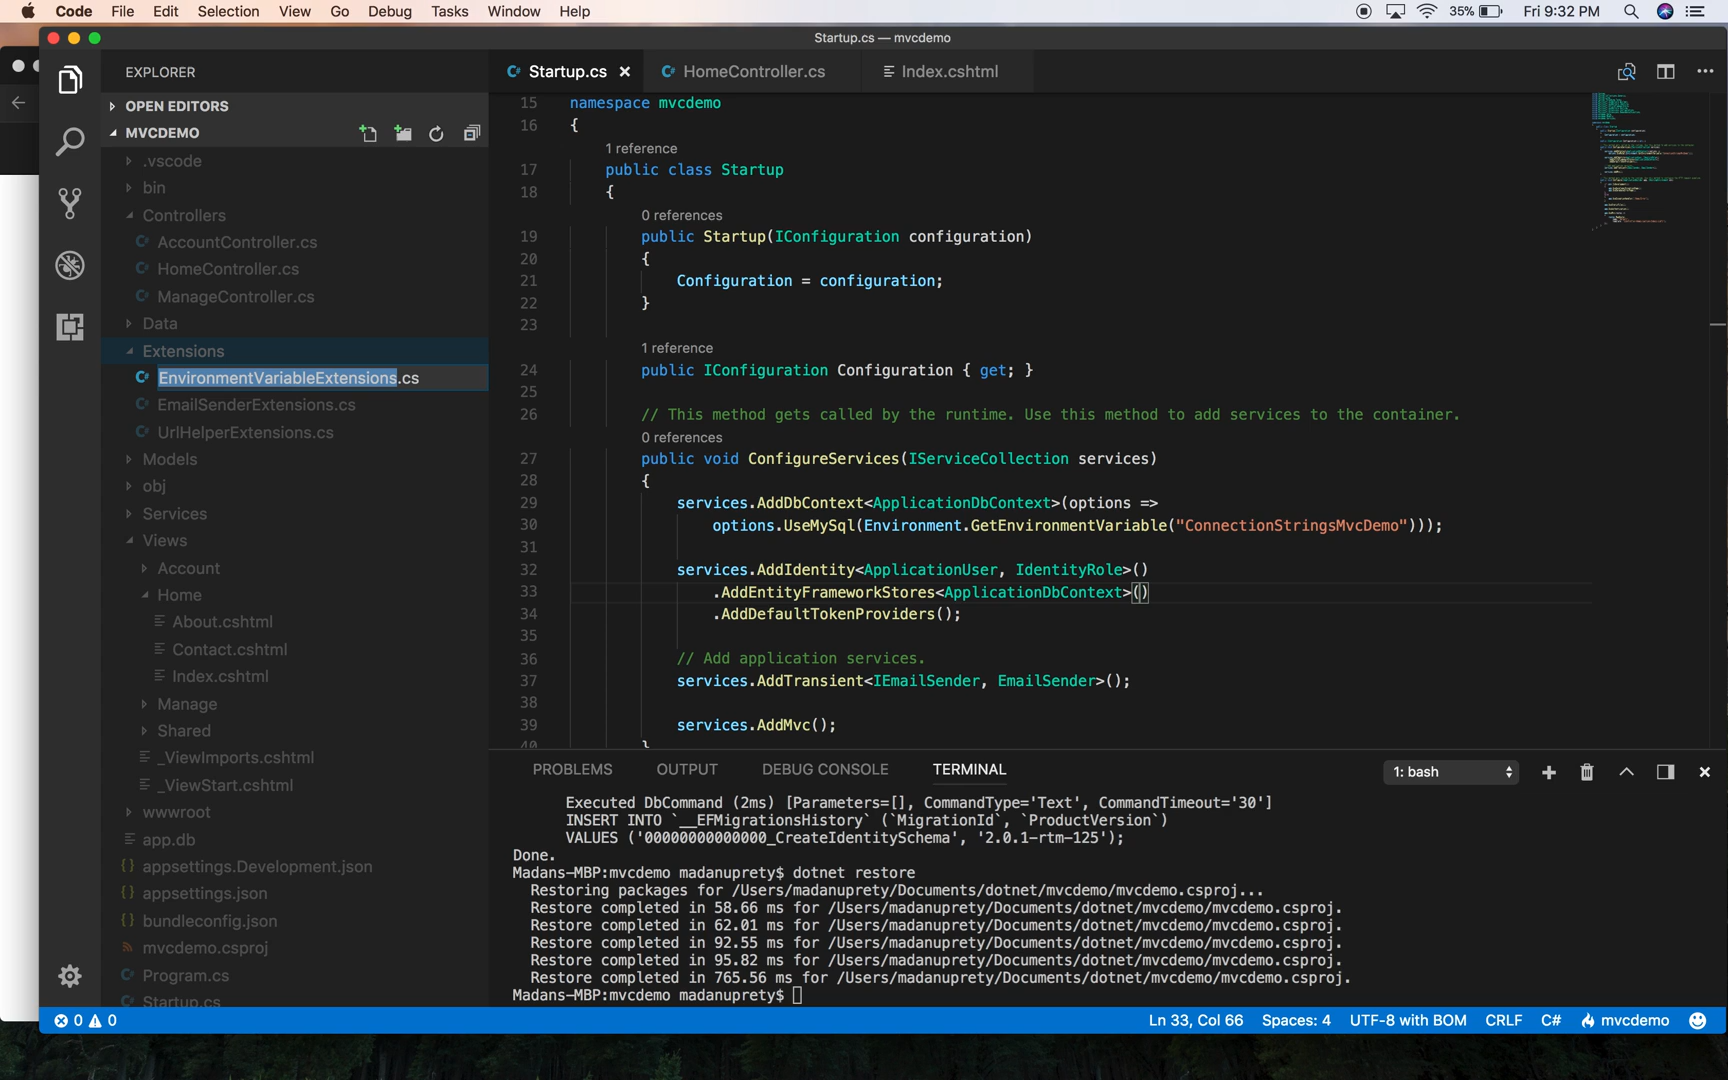 Code File Edit Selection View Go Debug Tasks Window Help 35% Fri 9:32 PM
Startup.cs — mvcdemo
EXPLORER
OPEN EDITORS
MVCDEMO
.vscode
bin
Controllers
AccountController.cs
HomeController.cs
ManageController.cs
Data
Extensions
EnvironmentVariableExtensions.cs
EmailSenderExtensions.cs
UrlHelperExtensions.cs
Models
obj
Services
Views
Account
Home
About.cshtml
Contact.cshtml
Index.cshtml
Manage
Shared
_ViewImports.cshtml
_ViewStart.cshtml
wwwroot
app.db
appsettings.Development.json
appsettings.json
bundleconfig.json
mvcdemo.csproj
Program.cs
Startup.cs
Startup.cs HomeController.cs Index.cshtml
15 namespace mvcdemo
16 {
1 reference
17 public class Startup
18 {
0 references
19 public Startup(IConfiguration configuration)
20 {
21 Configuration = configuration;
22 }
23
1 reference
24 public IConfiguration Configuration { get; }
25
26 // This method gets called by the runtime. Use this method to add services to the container.
0 references
27 public void ConfigureServices(IServiceCollection services)
28 {
29 services.AddDbContext<ApplicationDbContext>(options =>
30 options.UseMySql(Environment.GetEnvironmentVariable("ConnectionStringsMvcDemo")));
31
32 services.AddIdentity<ApplicationUser, IdentityRole>()
33 .AddEntityFrameworkStores<ApplicationDbContext>()
34 .AddDefaultTokenProviders();
35
36 // Add application services.
37 services.AddTransient<IEmailSender, EmailSender>();
38
39 services.AddMvc();
40 }
PROBLEMS OUTPUT DEBUG CONSOLE TERMINAL 1: bash
Executed DbCommand (2ms) [Parameters=[], CommandType='Text', CommandTimeout='30']
INSERT INTO `__EFMigrationsHistory` (`MigrationId`, `ProductVersion`)
VALUES ('00000000000000_CreateIdentitySchema', '2.0.1-rtm-125');
Done.
Madans-MBP:mvcdemo madanuprety$ dotnet restore
Restoring packages for /Users/madanuprety/Documents/dotnet/mvcdemo/mvcdemo.csproj...
Restore completed in 58.66 ms for /Users/madanuprety/Documents/dotnet/mvcdemo/mvcdemo.csproj.
Restore completed in 62.01 ms for /Users/madanuprety/Documents/dotnet/mvcdemo/mvcdemo.csproj.
Restore completed in 92.55 ms for /Users/madanuprety/Documents/dotnet/mvcdemo/mvcdemo.csproj.
Restore completed in 95.82 ms for /Users/madanuprety/Documents/dotnet/mvcdemo/mvcdemo.csproj.
Restore completed in 765.56 ms for /Users/madanuprety/Documents/dotnet/mvcdemo/mvcdemo.csproj.
Madans-MBP:mvcdemo madanuprety$
0 0 Ln 33, Col 66 Spaces: 4 UTF-8 with BOM CRLF C# mvcdemo